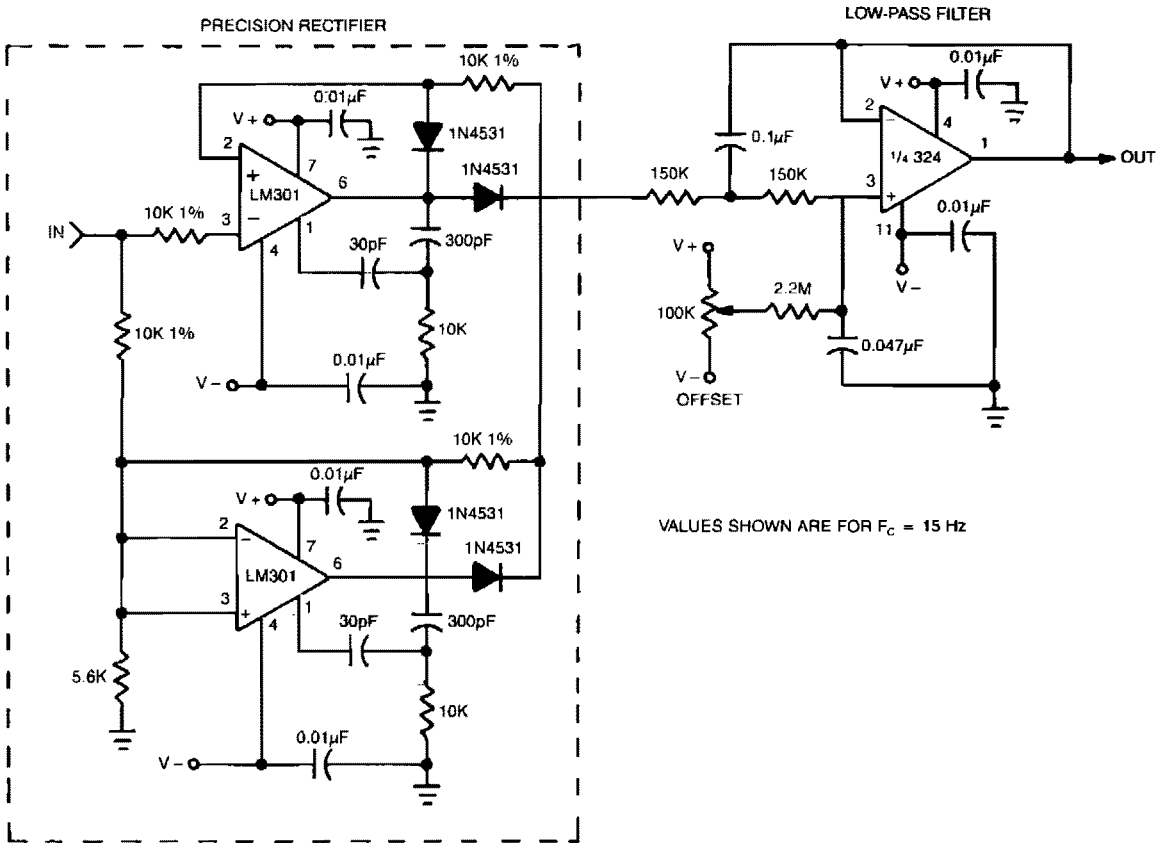 PRECISION RECTIFIER
LOW-PASS FILTER
10K 1%
0.01µF
V+
2
+
7
1N4531
1N4531
LM301
6
10K 1%
3
−
1
4
IN
30pF
300pF
10K 1%
10K
0.01µF
V−
10K 1%
0.01µF
V+
1N4531
1N4531
2
−
7
LM301
6
3
+
1
4
30pF
300pF
5.6K
10K
0.01µF
V−
0.01µF
V+
2
−
4
0.1µF
1/4 324
1
OUT
150K
150K
3
+
0.01µF
11
V−
V+
2.2M
100K
0.047µF
V−
OFFSET
VALUES SHOWN ARE FOR FC = 15 Hz